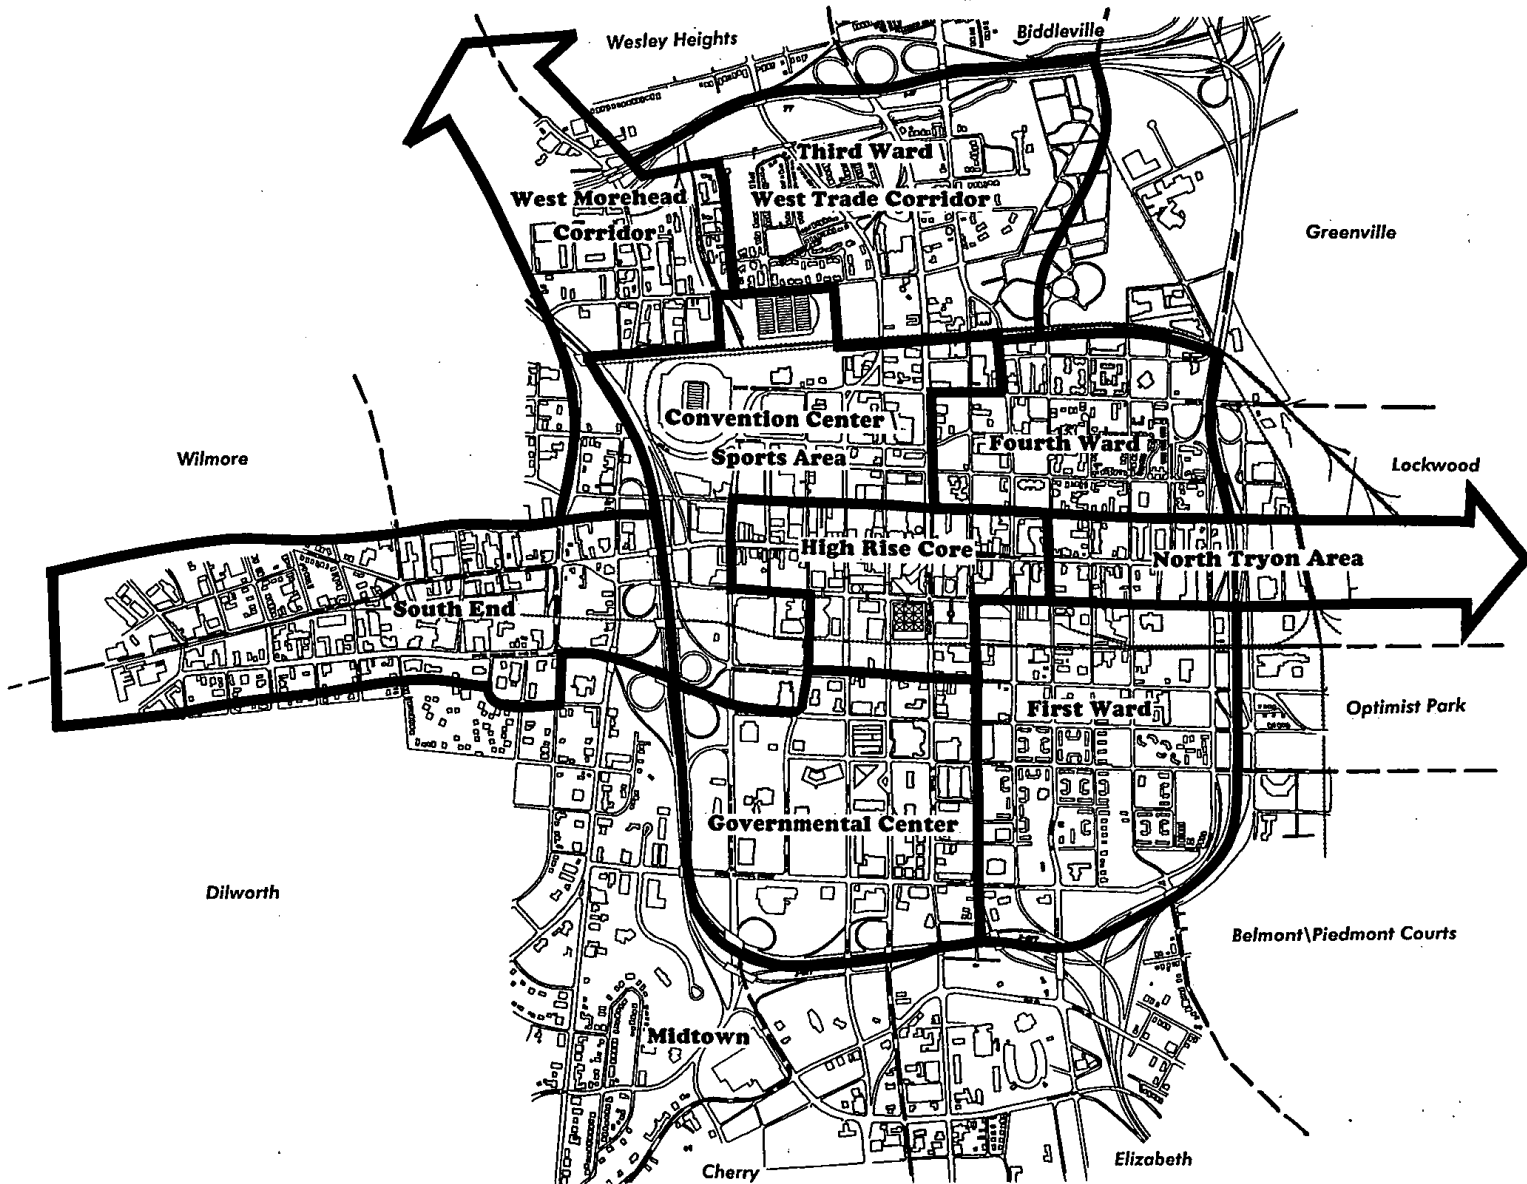 Wesley Heights
Biddleville
Third Ward
West Morehead
Corridor
West Trade Corridor
Greenville
Convention Center
Sports Area
Fourth Ward
Wilmore
Lockwood
High Rise Core
North Tryon Area
South End
First Ward
Optimist Park
Governmental Center
Dilworth
Belmont\Piedmont Courts
Midtown
Elizabeth
Cherry